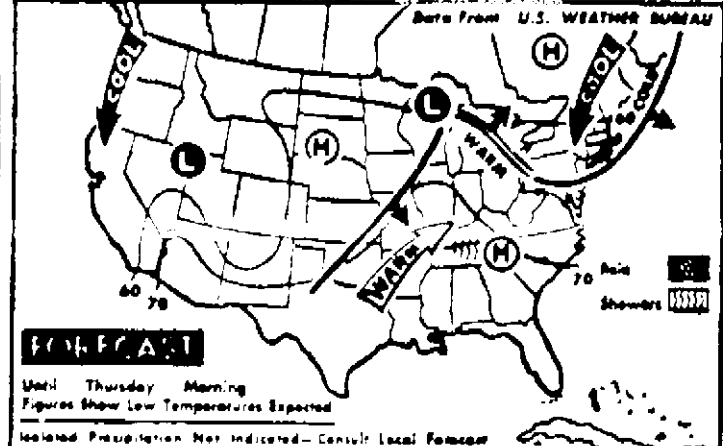 Data From U.S. WEATHER BUREAU
COOL
H
COOL
60 COLD
L
WARM
H
L
WARM
H
70
Rain
Showers
60
70
FORECAST
Until Thursday Morning
Figures Show Low Temperatures Expected
Isolated Precipitation Not Indicated - Consult Local Forecast